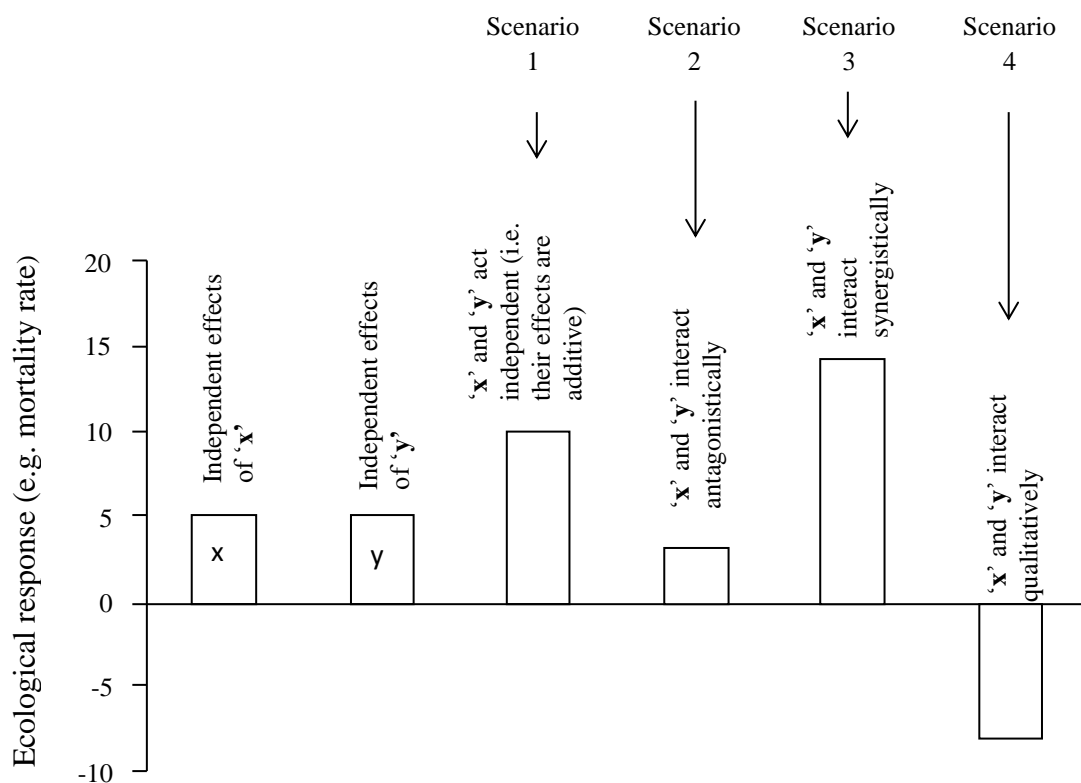 Scenario
1
Scenario
2
Scenario
3
Scenario
4
Ecological response (e.g. mortality rate)
20
15
10
5
0
-5
-10
Independent effects
of ‘x’
x
Independent effects
of ‘y’
y
‘x’ and ‘y’ act
independent (i.e.
their effects are
additive)
‘x’ and ‘y’ interact
antagonistically
‘x’ and ‘y’
interact
synergistically
‘x’ and ‘y’ interact
qualitatively